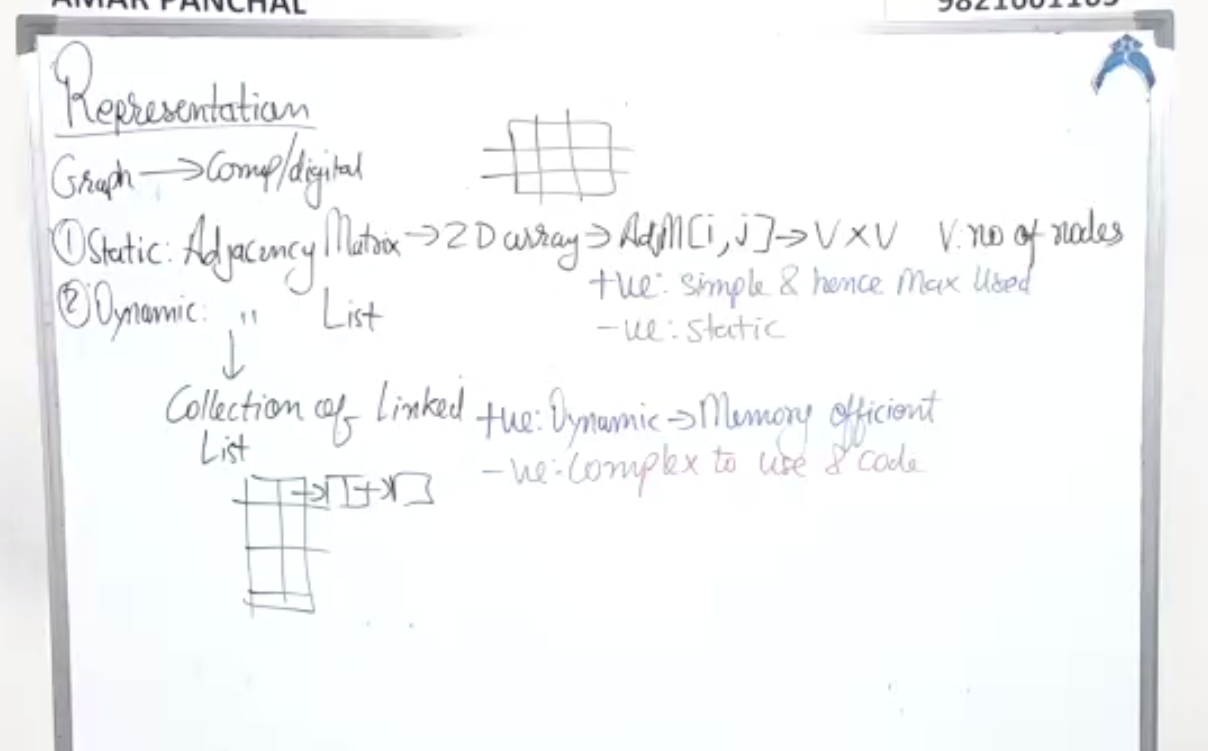 AMAR PANCHAL
9821601163
Representation
Graph → Comp/digital
① Static: Adjacency Matrix → 2D array → AdjM[i, j] → V×V V: no of nodes
+ve: simple & hence Max Used
② Dynamic: " List
-ve: static
↓
Collection of Linked
List
+ve: Dynamic → Memory efficient
-ve: Complex to use & code